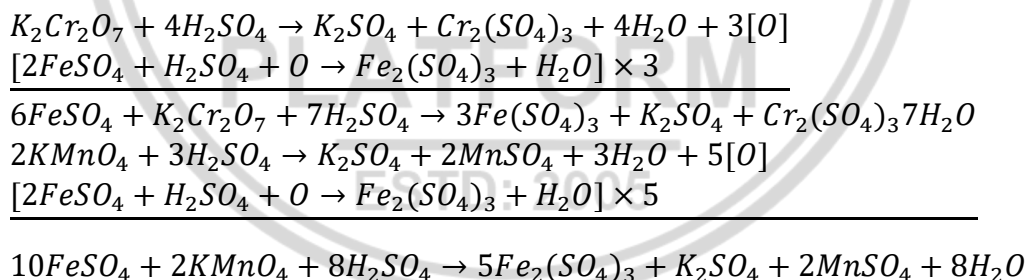 K₂Cr₂O₇ + 4H₂SO₄ → K₂SO₄ + Cr₂(SO₄)₃ + 4H₂O + 3[O]
[2FeSO₄ + H₂SO₄ + O → Fe₂(SO₄)₃ + H₂O] × 3
6FeSO₄ + K₂Cr₂O₇ + 7H₂SO₄ → 3Fe(SO₄)₃ + K₂SO₄ + Cr₂(SO₄)₃7H₂O
2KMnO₄ + 3H₂SO₄ → K₂SO₄ + 2MnSO₄ + 3H₂O + 5[O]
[2FeSO₄ + H₂SO₄ + O → Fe₂(SO₄)₃ + H₂O] × 5
10FeSO₄ + 2KMnO₄ + 8H₂SO₄ → 5Fe₂(SO₄)₃ + K₂SO₄ + 2MnSO₄ + 8H₂O
PLATFORM
ESTD: 2005